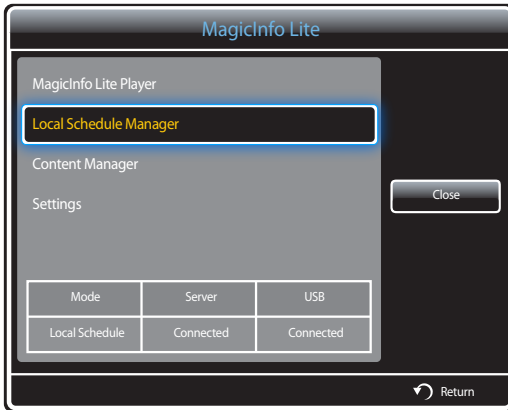 MagicInfo Lite
MagicInfo Lite Player
Local Schedule Manager
Content Manager
Settings
Close
Mode Server USB
Local Schedule Connected Connected
Return